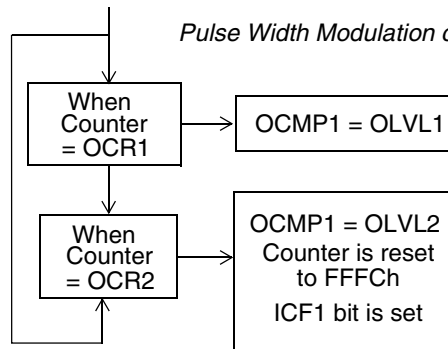 Pulse Width Modulation
When
Counter
= OCR1
OCMP1 = OLVL1
When
Counter
= OCR2
OCMP1 = OLVL2
Counter is reset
to FFFCh
ICF1 bit is set